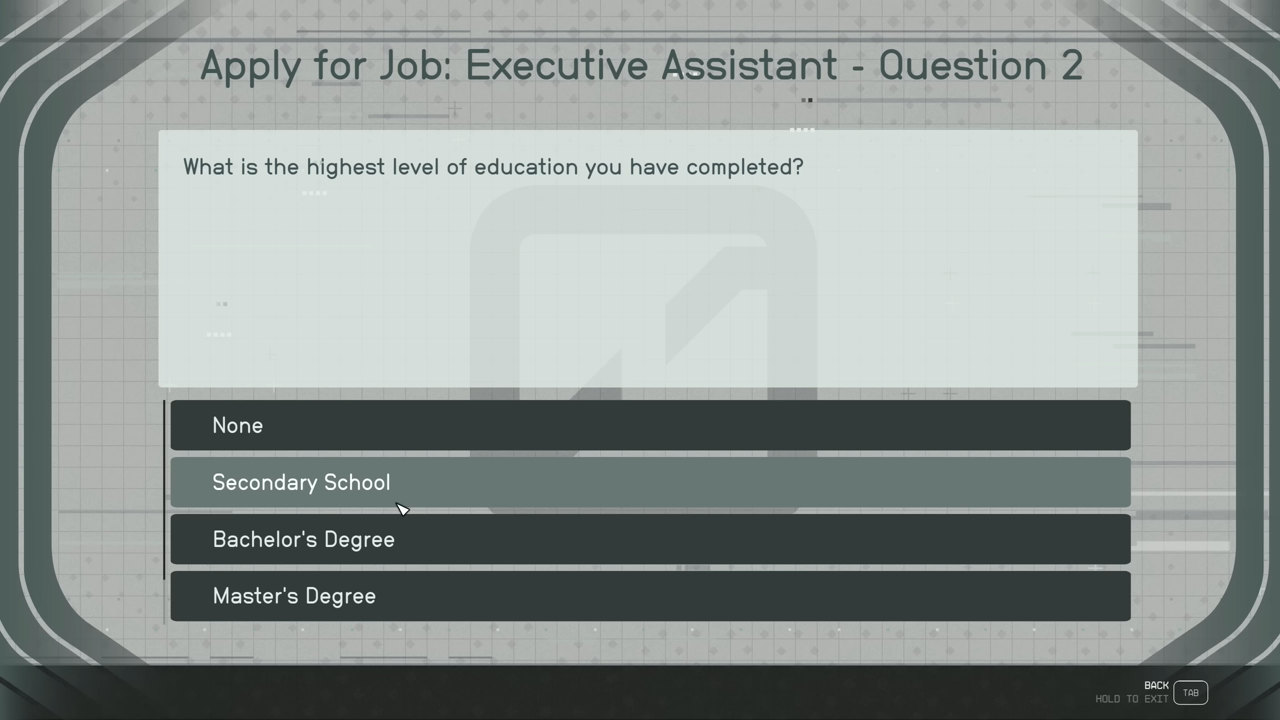 Apply for Job: Executive Assistant - Question 2
What is the highest level of education you have completed?
None
Secondary School
Bachelor's Degree
Master's Degree
BACK
HOLD TO EXIT
TAB